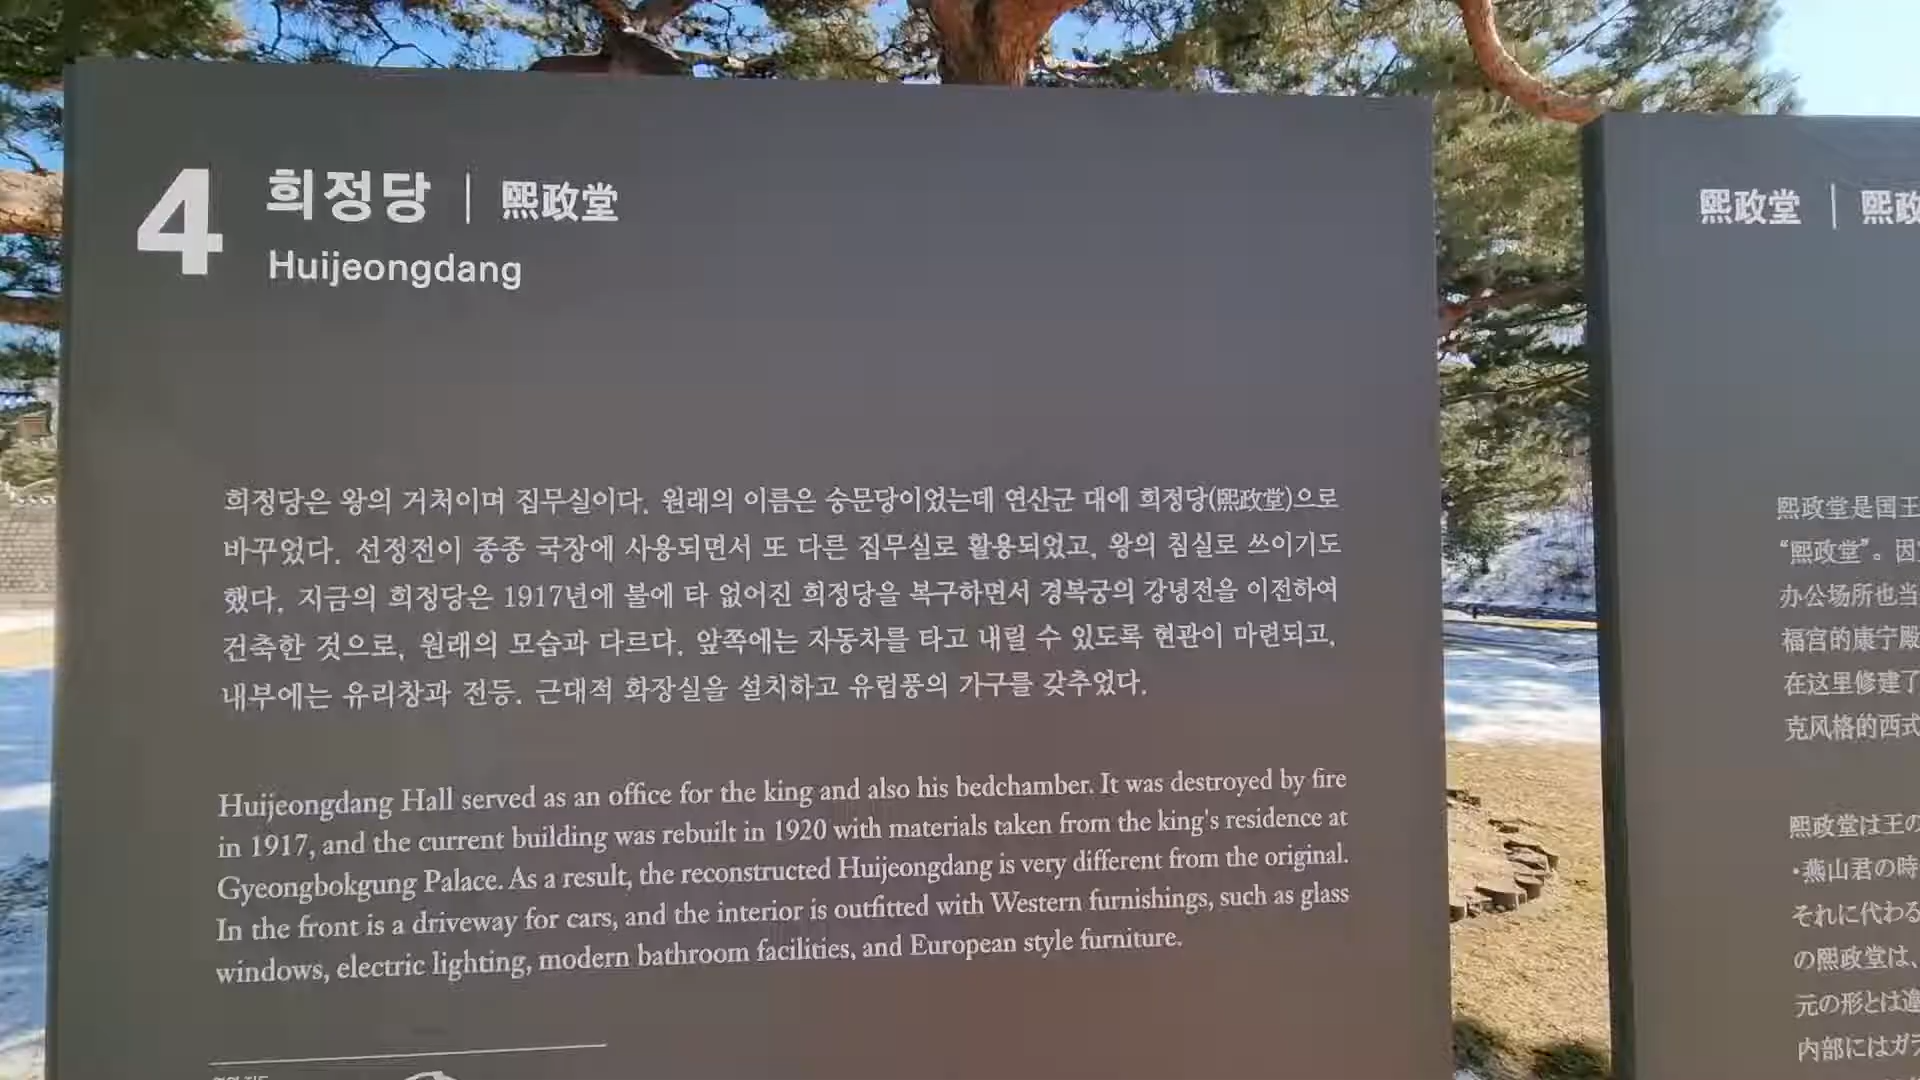 4
희정당 | 熙政堂
Huijeongdang
희정당은 왕의 거처이며 집무실이다. 원래의 이름은 숭문당이었는데 연산군 대에 희정당(熙政堂)으로
바꾸었다. 선정전이 종종 국장에 사용되면서 또 다른 집무실로 활용되었고, 왕의 침실로 쓰이기도
했다. 지금의 희정당은 1917년에 불에 타 없어진 희정당을 복구하면서 경복궁의 강녕전을 이전하여
건축한 것으로, 원래의 모습과 다르다. 앞쪽에는 자동차를 타고 내릴 수 있도록 현관이 마련되고,
내부에는 유리창과 전등, 근대적 화장실을 설치하고 유럽풍의 가구를 갖추었다.
Huijeongdang Hall served as an office for the king and also his bedchamber. It was destroyed by fire
in 1917, and the current building was rebuilt in 1920 with materials taken from the king's residence at
Gyeongbokgung Palace. As a result, the reconstructed Huijeongdang is very different from the original.
In the front is a driveway for cars, and the interior is outfitted with Western furnishings, such as glass
windows, electric lighting, modern bathroom facilities, and European style furniture.
熙政堂 | 熙政
熙政堂是国王
“熙政堂”。因
办公场所也当
福宫的康宁殿
在这里修建了
克风格的西式
熙政堂は王の
・燕山君の時
それに代わる
の熙政堂は、
元の形とは違
内部にはガラ